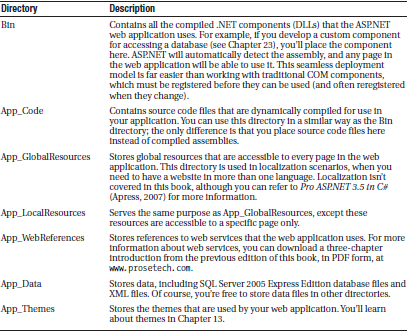 Directory Description
Bin Contains all the compiled .NET components (DLLs) that the ASP.NET
web application uses. For example, if you develop a custom component
for accessing a database (see Chapter 23), you'll place the component
here. ASP.NET will automatically detect the assembly, and any page in
the web application will be able to use it. This seamless deployment
model is far easier than working with traditional COM components,
which must be registered before they can be used (and often reregistered
when they change).
App_Code Contains source code files that are dynamically compiled for use in
your application. You can use this directory in a similar way as the Bin
directory; the only difference is that you place source code files here
instead of compiled assemblies.
App_GlobalResources Stores global resources that are accessible to every page in the web
application. This directory is used in localization scenarios, when you
need to have a website in more than one language. Localization isn't
covered in this book, although you can refer to Pro ASP.NET 3.5 in C#
(Apress, 2007) for more information.
App_LocalResources Serves the same purpose as App_GlobalResources, except these
resources are accessible to a specific page only.
App_WebReferences Stores references to web services that the web application uses. For more
information about web services, you can download a three-chapter
introduction from the previous edition of this book, in PDF form, at
www.prosetech.com.
App_Data Stores data, including SQL Server 2005 Express Edition database files and
XML files. Of course, you're free to store data files in other directories.
App_Themes Stores the themes that are used by your web application. You'll learn
about themes in Chapter 13.